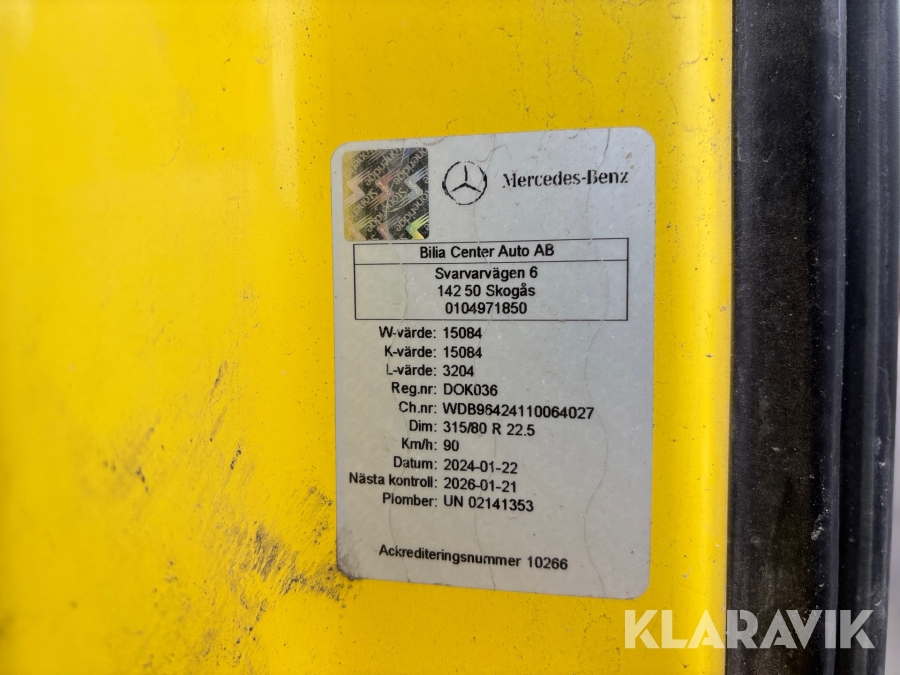 Stoneridge
Mercedes-Benz
Bilia Center Auto AB
Svarvarvägen 6
142 50 Skogås
0104971850
W-värde: 15084
K-värde: 15084
L-värde: 3204
Reg.nr: DOK036
Ch.nr: WDB96424110064027
Dim: 315/80 R 22.5
Km/h: 90
Datum: 2024-01-22
Nästa kontroll: 2026-01-21
Plomber: UN 02141353
Ackrediteringsnummer 10266
KLARAVIK